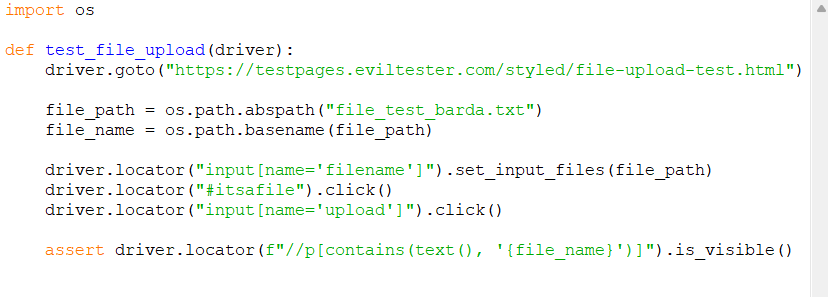 import os
def test_file_upload(driver):
driver.goto("https://testpages.eviltester.com/styled/file-upload-test.html")
file_path = os.path.abspath("file_test_barda.txt")
file_name = os.path.basename(file_path)
driver.locator("input[name='filename']").set_input_files(file_path)
driver.locator("#itsafile").click()
driver.locator("input[name='upload']").click()
assert driver.locator(f"//p[contains(text(), '{file_name}')]").is_visible()